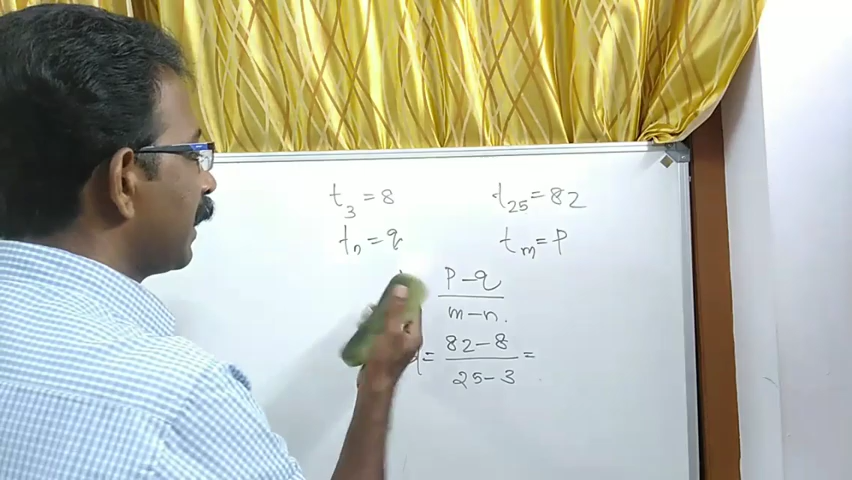 t₃ = 8 t₂₅ = 82
tₙ = q tₘ = p
p - q
m - n.
= 82 - 8 =
25 - 3